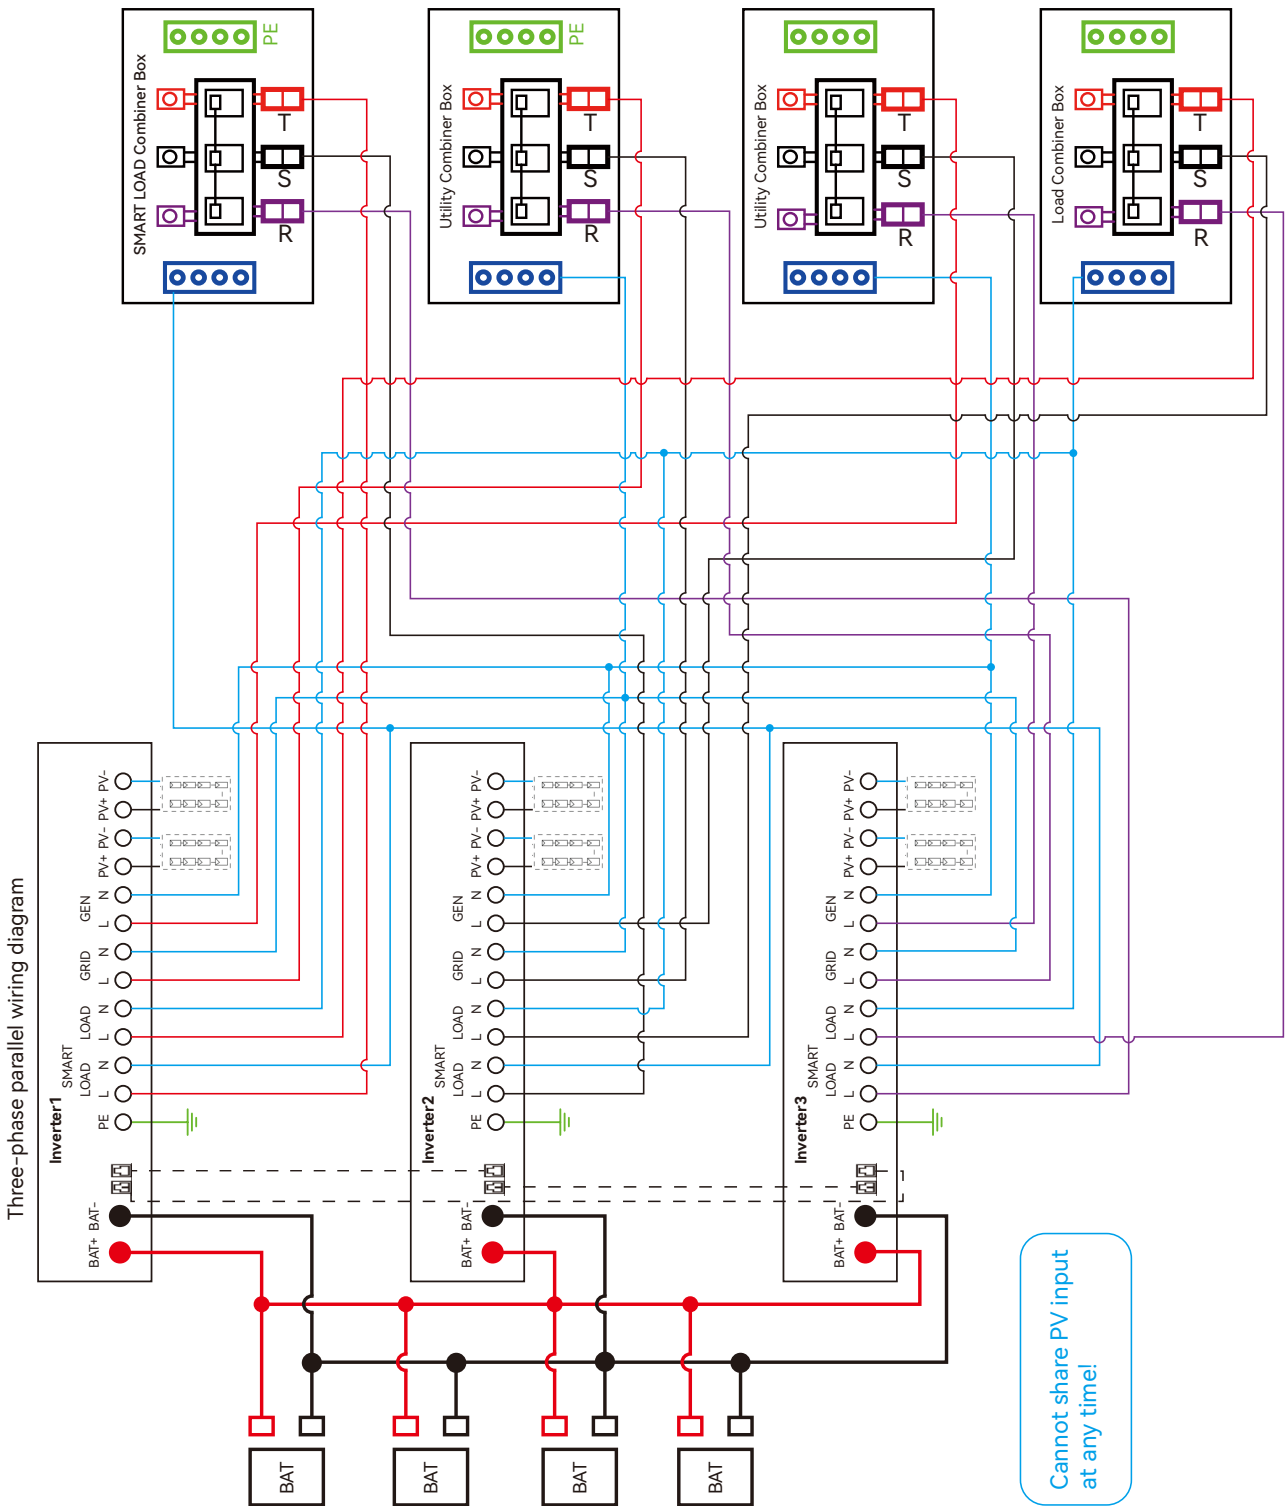 Three-phase parallel wiring diagram
SMART LOAD Combiner Box
PE
T
S
R
Utility Combiner Box
PE
T
S
R
Utility Combiner Box
T
S
R
Load Combiner Box
T
S
R
Inverter1
PV-
PV+
PV-
PV+
GEN
N
L
GRID
N
L
LOAD
N
L
SMART
LOAD
N
L
PE
BAT-
BAT+
Inverter2
PV-
PV+
PV-
PV+
GEN
N
L
GRID
N
L
LOAD
N
L
SMART
LOAD
N
L
PE
BAT-
BAT+
Inverter3
PV-
PV+
PV-
PV+
GEN
N
L
GRID
N
L
LOAD
N
L
SMART
LOAD
N
L
PE
BAT-
BAT+
BAT
BAT
BAT
BAT
Cannot share PV input
at any time!